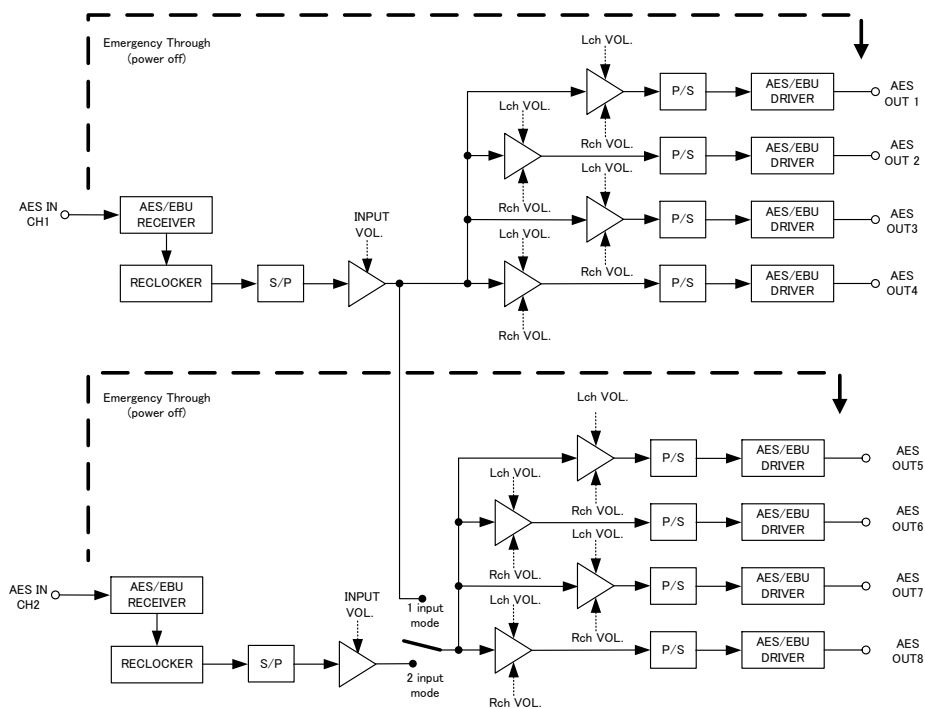 Emergency Through
(power off)
Lch VOL.
P/S
AES/EBU
DRIVER
AES
OUT 1
Lch VOL.
Rch VOL.
Lch VOL.
P/S
AES/EBU
DRIVER
AES
OUT 2
AES IN
CH1
AES/EBU
RECEIVER
INPUT
VOL.
Rch VOL.
Lch VOL.
P/S
AES/EBU
DRIVER
AES
OUT3
RECLOCKER
S/P
Rch VOL.
P/S
AES/EBU
DRIVER
AES
OUT4
Rch VOL.
Emergency Through
(power off)
Lch VOL.
P/S
AES/EBU
DRIVER
AES
OUT5
Lch VOL.
Rch VOL.
Lch VOL.
P/S
AES/EBU
DRIVER
AES
OUT6
AES IN
CH2
AES/EBU
RECEIVER
INPUT
VOL.
1 input
mode
Rch VOL.
Lch VOL.
P/S
AES/EBU
DRIVER
AES
OUT7
RECLOCKER
S/P
2 input
mode
Rch VOL.
P/S
AES/EBU
DRIVER
AES
OUT8
Rch VOL.